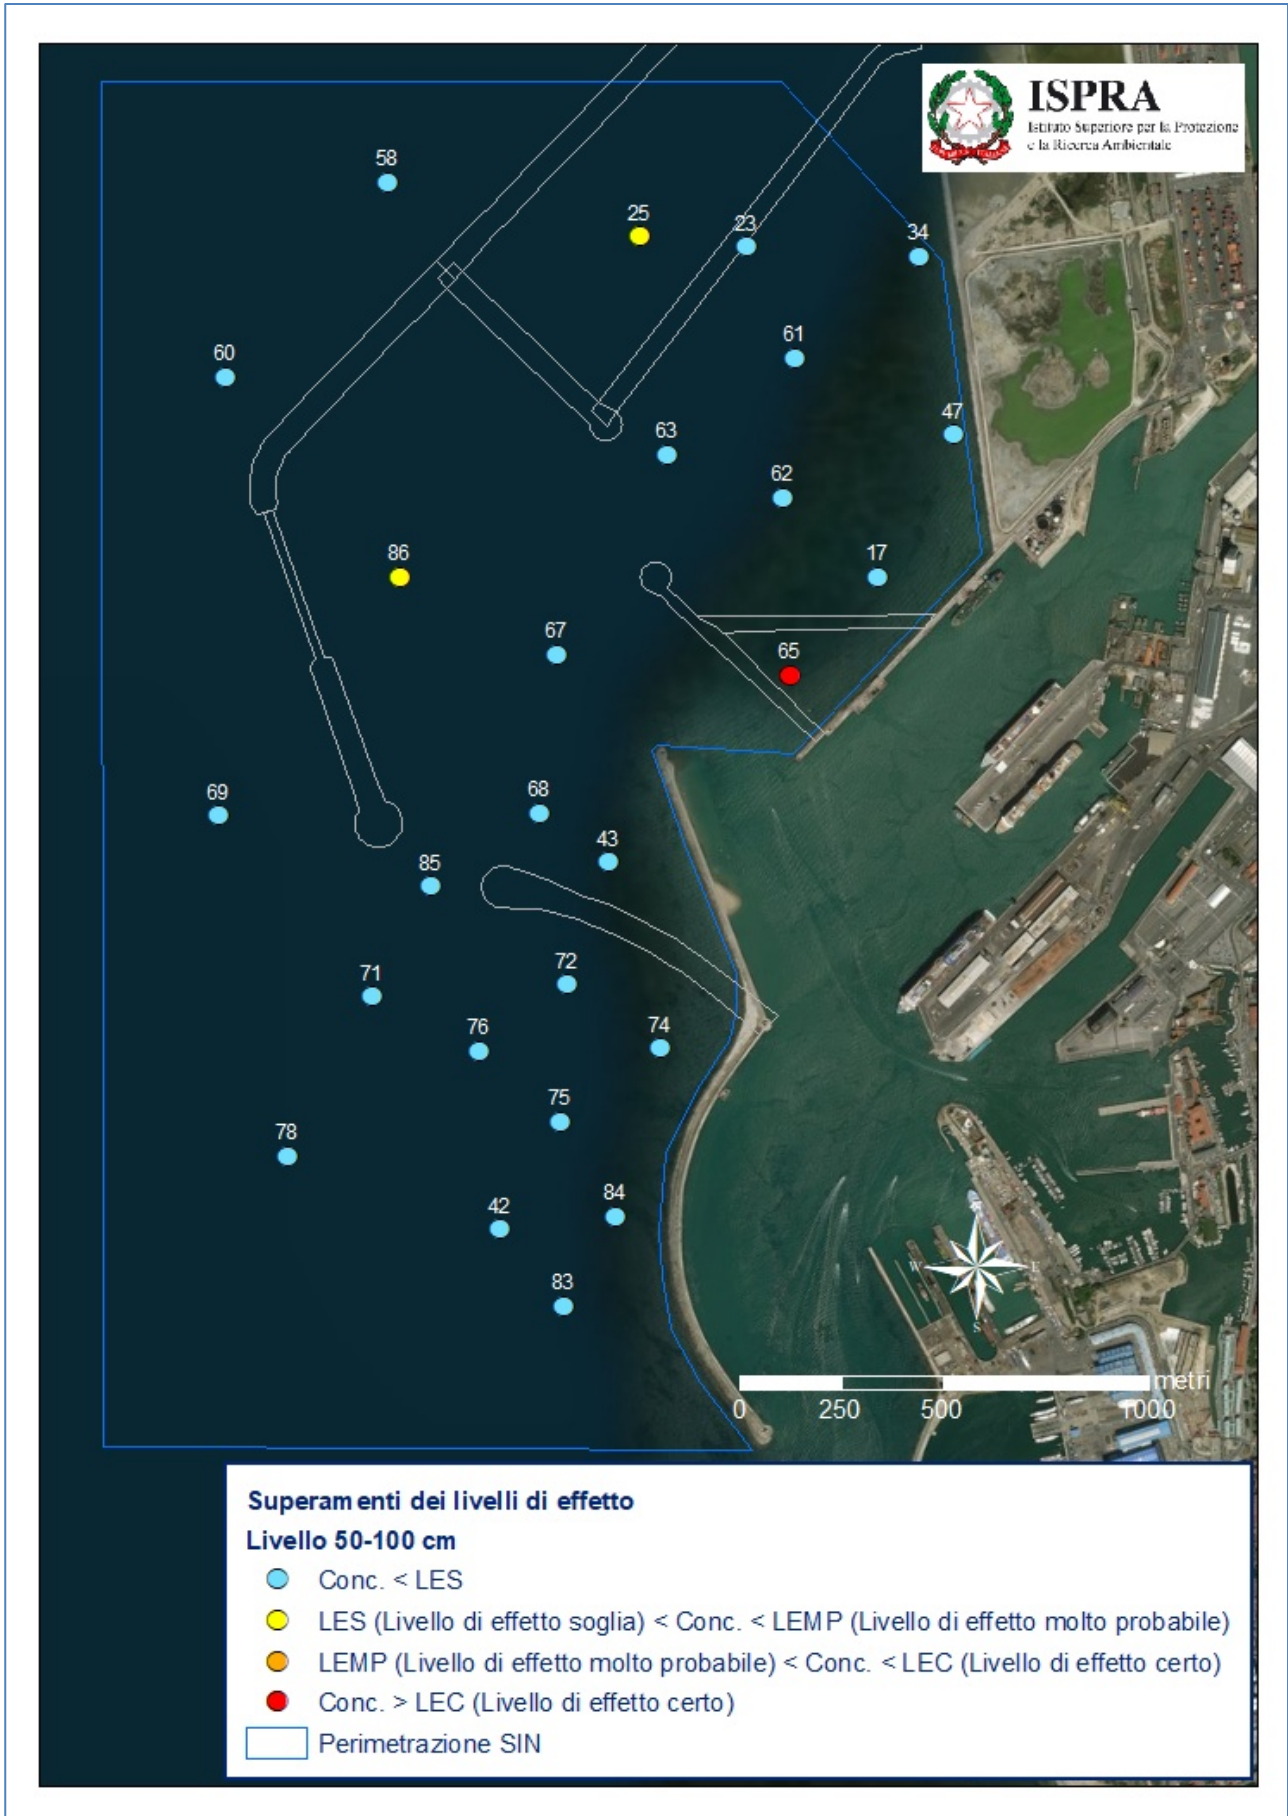 ISPRA
Istituto Superiore per la Protezione
e la Ricerca Ambientale
58
25
23
34
60
61
47
63
62
86
17
67
65
69
68
43
85
71
72
76
74
75
78
42
84
83
W
E
S
metri
0
250
500
1000
Superamenti dei livelli di effetto
Livello 50-100 cm
Conc. < LES
LES (Livello di effetto soglia) < Conc. < LEMP (Livello di effetto molto probabile)
LEMP (Livello di effetto molto probabile) < Conc. < LEC (Livello di effetto certo)
Conc. > LEC (Livello di effetto certo)
Perimetrazione SIN